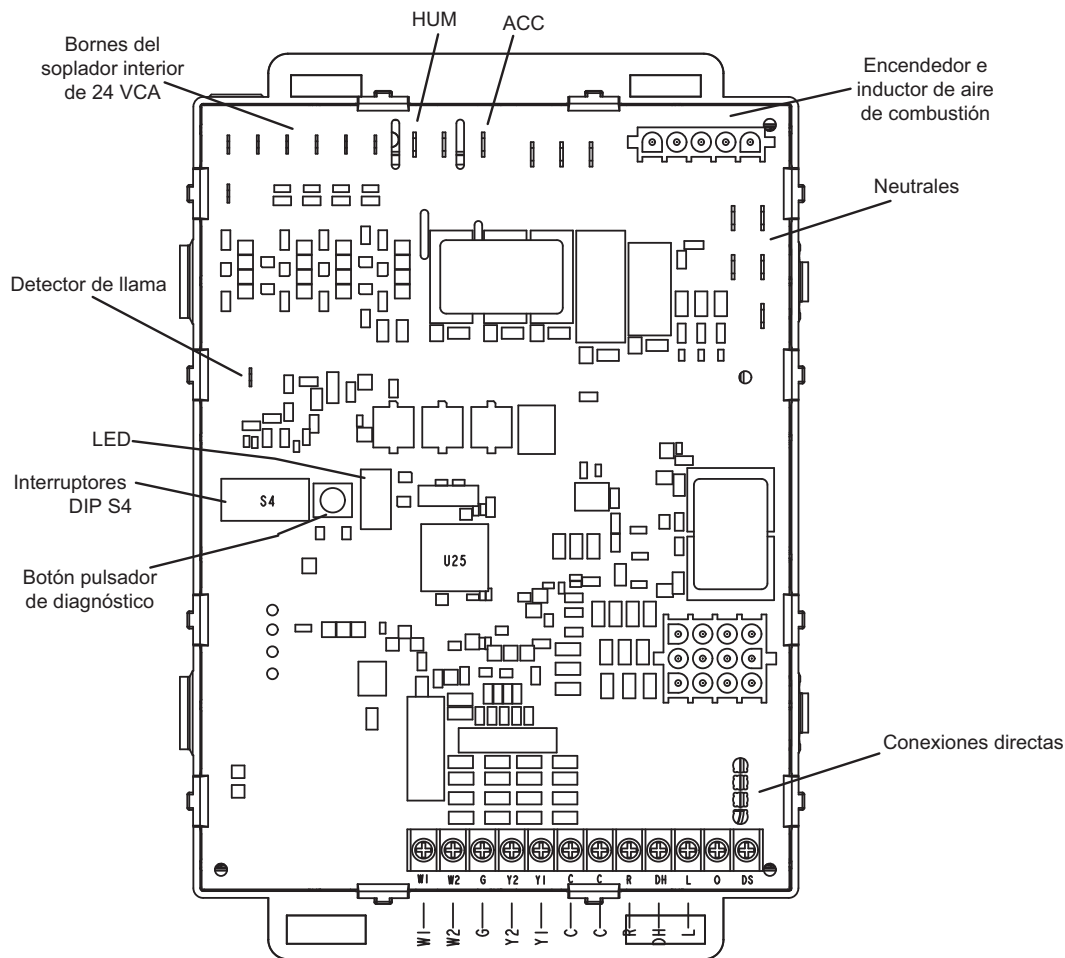 HUM
ACC
Bornes del
soplador interior
de 24 VCA
Encendedor e
inductor de aire
de combustión
Neutrales
Detector de llama
LED
Interruptores
DIP S4
S4
U25
Botón pulsador
de diagnóstico
Conexiones directas
W1 W2 G Y2 Y1 C C R DH L O DS
W1 W2 G Y2 Y1 C C R DH L